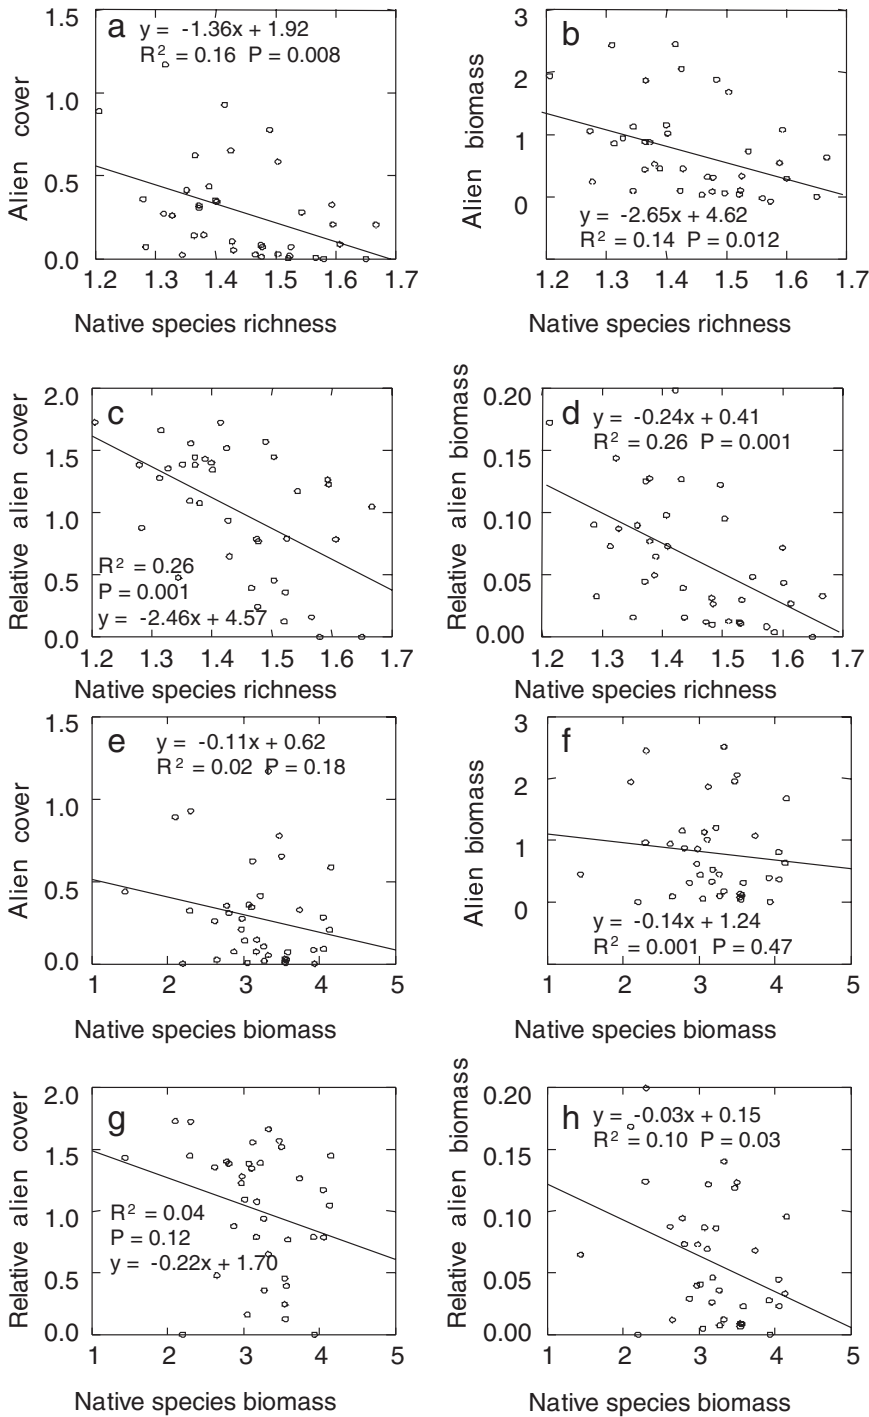 a
y = -1.36x + 1.92
R² = 0.16 P = 0.008
1.5
1.0
0.5
0.0
Alien cover
1.2 1.3 1.4 1.5 1.6 1.7
Native species richness
b
3
2
1
0
-1
Alien biomass
y = -2.65x + 4.62
R² = 0.14 P = 0.012
1.2 1.3 1.4 1.5 1.6 1.7
Native species richness
c
2.0
1.5
1.0
0.5
0.0
Relative alien cover
R² = 0.26
P = 0.001
y = -2.46x + 4.57
1.2 1.3 1.4 1.5 1.6 1.7
Native species richness
d
y = -0.24x + 0.41
R² = 0.26 P = 0.001
0.20
0.15
0.10
0.05
0.00
Relative alien biomass
1.2 1.3 1.4 1.5 1.6 1.7
Native species richness
e
y = -0.11x + 0.62
R² = 0.02 P = 0.18
1.5
1.0
0.5
0.0
Alien cover
1 2 3 4 5
Native species biomass
f
3
2
1
0
Alien biomass
y = -0.14x + 1.24
R² = 0.001 P = 0.47
1 2 3 4 5
Native species biomass
g
2.0
1.5
1.0
0.5
0.0
Relative alien cover
R² = 0.04
P = 0.12
y = -0.22x + 1.70
1 2 3 4 5
Native species biomass
h
y = -0.03x + 0.15
R² = 0.10 P = 0.03
0.20
0.15
0.10
0.05
0.00
Relative alien biomass
1 2 3 4 5
Native species biomass